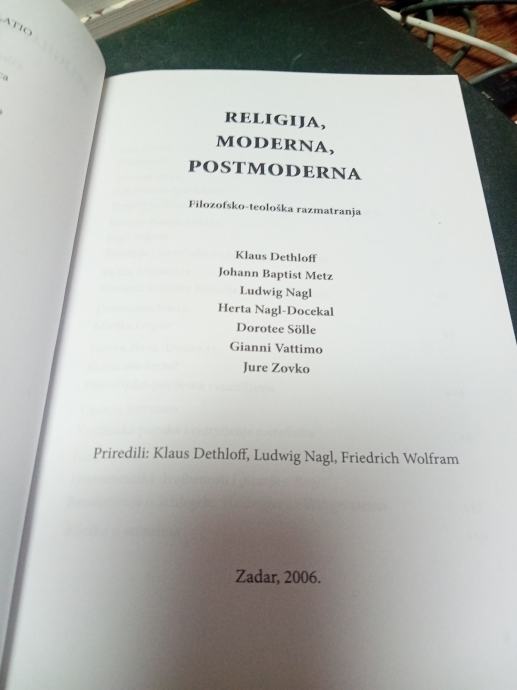 RELIGIJA,
MODERNA,
POSTMODERNA
Filozofsko-teološka razmatranja
Klaus Dethloff
Johann Baptist Metz
Ludwig Nagl
Herta Nagl-Docekal
Dorotee Sölle
Gianni Vattimo
Jure Zovko
Priredili: Klaus Dethloff, Ludwig Nagl, Friedrich Wolfram
Zadar, 2006.